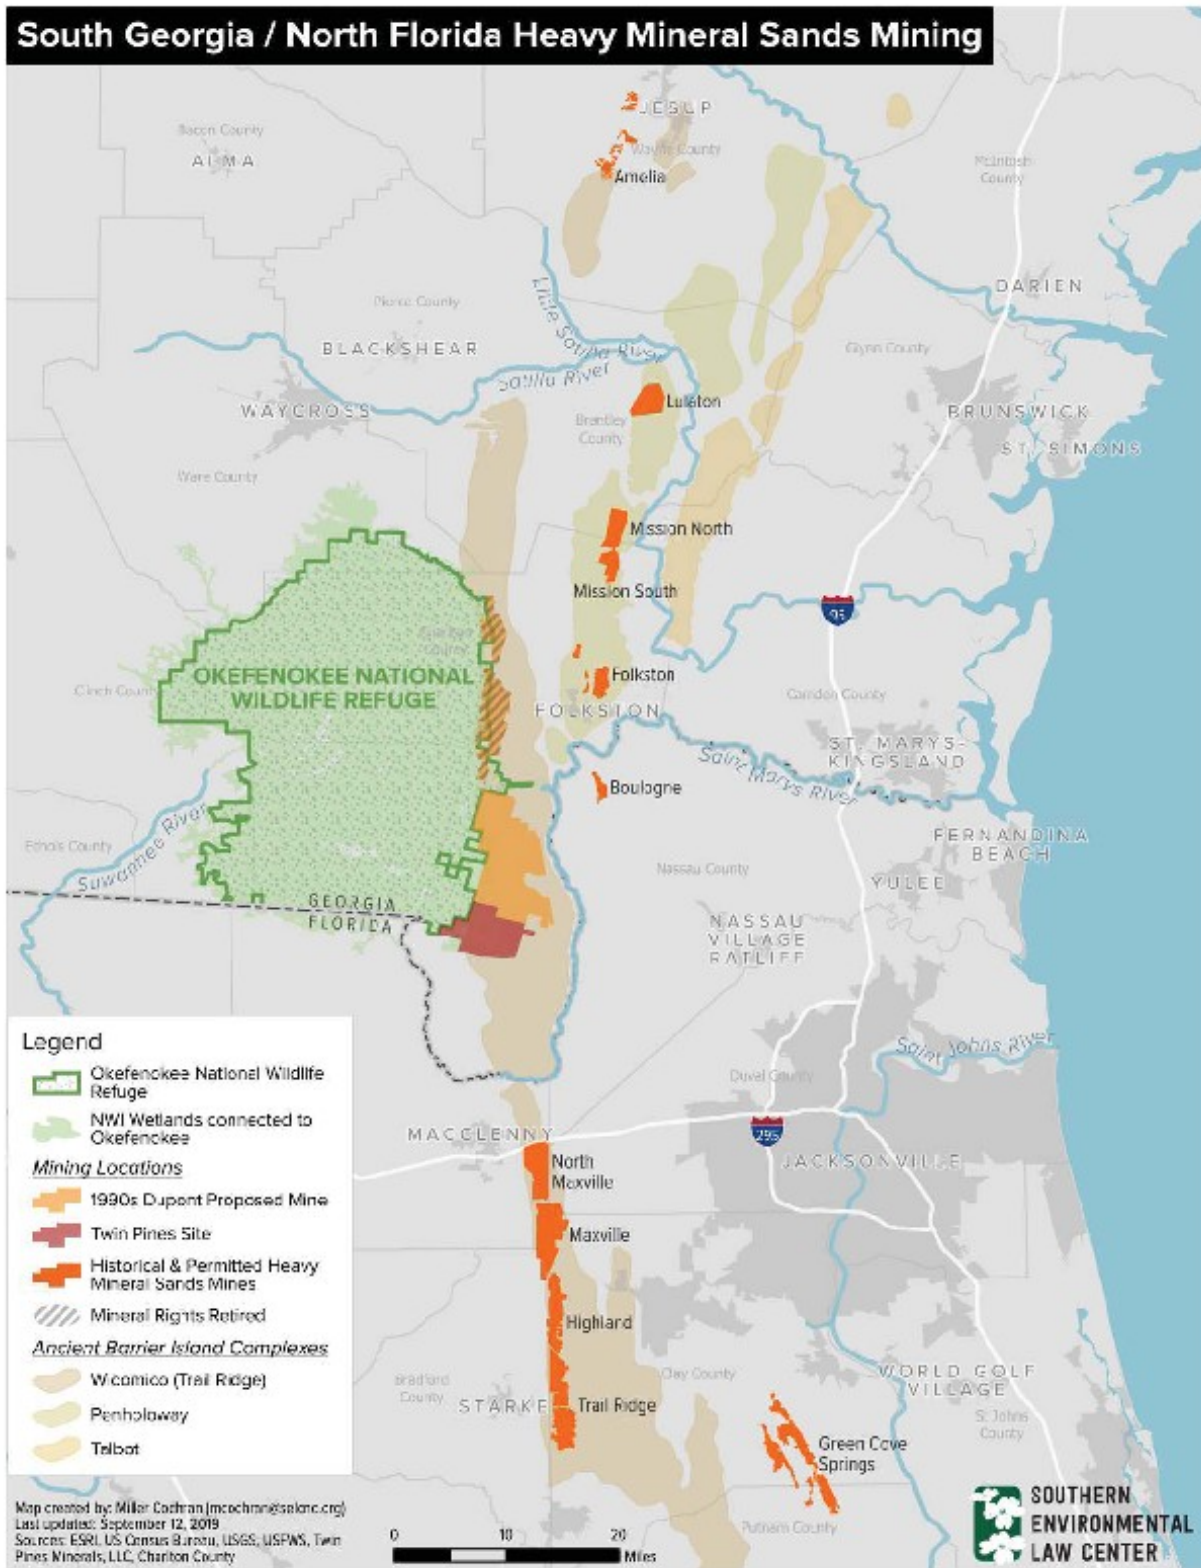 South Georgia / North Florida Heavy Mineral Sands Mining
JESUP
Bacon County
ALMA
Wayne County
McIntosh
County
Amelia
DARIEN
Little Satilla River
Pierce County
BLACKSHEAR
Glynn County
Satilla River
Lulaton
WAYCROSS
Brantley
County
BRUNSWICK
ST. SIMONS
Ware County
Mission North
Mission South
95
OKEFENOKEE NATIONAL
WILDLIFE REFUGE
Folkston
Clinch County
FOLKSTON
Camden County
ST. MARYS-
KINGSLAND
Saint Marys River
Boulogne
Suwannee River
Echols County
FERNANDINA
BEACH
Nassau County
YULEE
GEORGIA
FLORIDA
NASSAU
VILLAGE
RATLIFF
Saint Johns River
Duval County
MACCLENNY
295
JACKSONVILLE
North
Maxville
Maxville
Highland
Clay County
Bradford
County
STARKE
Trail Ridge
WORLD GOLF
VILLAGE
St Johns
County
Green Cove
Springs
Putnam County
Legend
Okefenokee National Wildlife
Refuge
NWI Wetlands connected to
Okefenokee
Mining Locations
1990s Dupont Proposed Mine
Twin Pines Site
Historical & Permitted Heavy
Mineral Sands Mines
Mineral Rights Retired
Ancient Barrier Island Complexes
Wicomico (Trail Ridge)
Penholoway
Talbot
Map created by: Miller Cochran (mcochran@selcnc.org)
Last updated: September 12, 2019
Sources: ESRI, US Census Bureau, USGS, USFWS, Twin
Pines Minerals, LLC, Charlton County
0 10 20
Miles
SOUTHERN
ENVIRONMENTAL
LAW CENTER